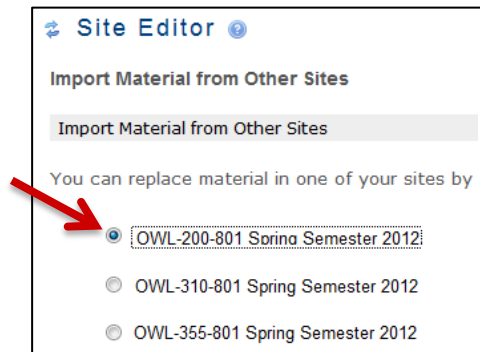 Site Editor
Import Material from Other Sites
Import Material from Other Sites
You can replace material in one of your sites by
OWL-200-801 Spring Semester 2012
OWL-310-801 Spring Semester 2012
OWL-355-801 Spring Semester 2012